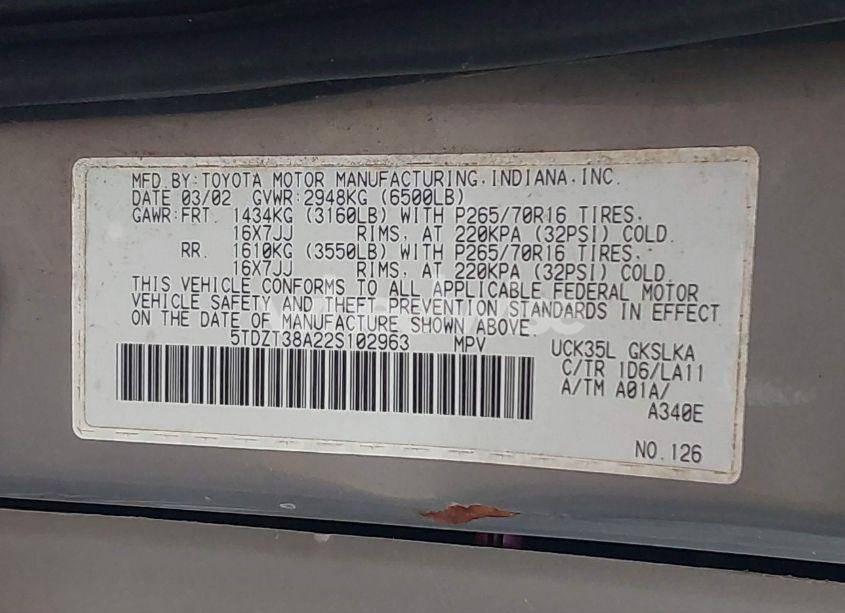 MFD.BY:TOYOTA MOTOR MANUFACTURING,INDIANA,INC.
DATE 03/02 GVWR:2948KG (6500LB)
GAWR:FRT. 1434KG (3160LB) WITH P265/70R16 TIRES,
16X7JJ RIMS, AT 220KPA (32PSI) COLD.
RR. 1610KG (3550LB) WITH P265/70R16 TIRES,
16X7JJ RIMS, AT 220KPA (32PSI) COLD.
THIS VEHICLE CONFORMS TO ALL APPLICABLE FEDERAL MOTOR
VEHICLE SAFETY AND THEFT PREVENTION STANDARDS IN EFFECT
ON THE DATE OF MANUFACTURE SHOWN ABOVE.
5TDZT38A22S102963 MPV
UCK35L GKSLKA
C/TR 1D6/LA11
A/TM A01A/
A340E
NO.126